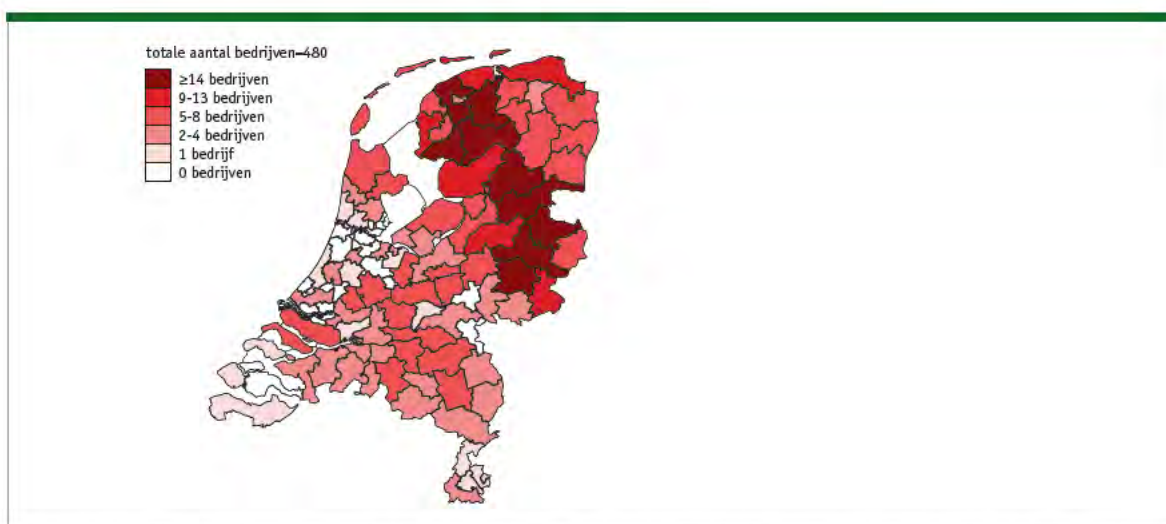 totale aantal bedrijven=480
≥14 bedrijven
9-13 bedrijven
5-8 bedrijven
2-4 bedrijven
1 bedrijf
0 bedrijven